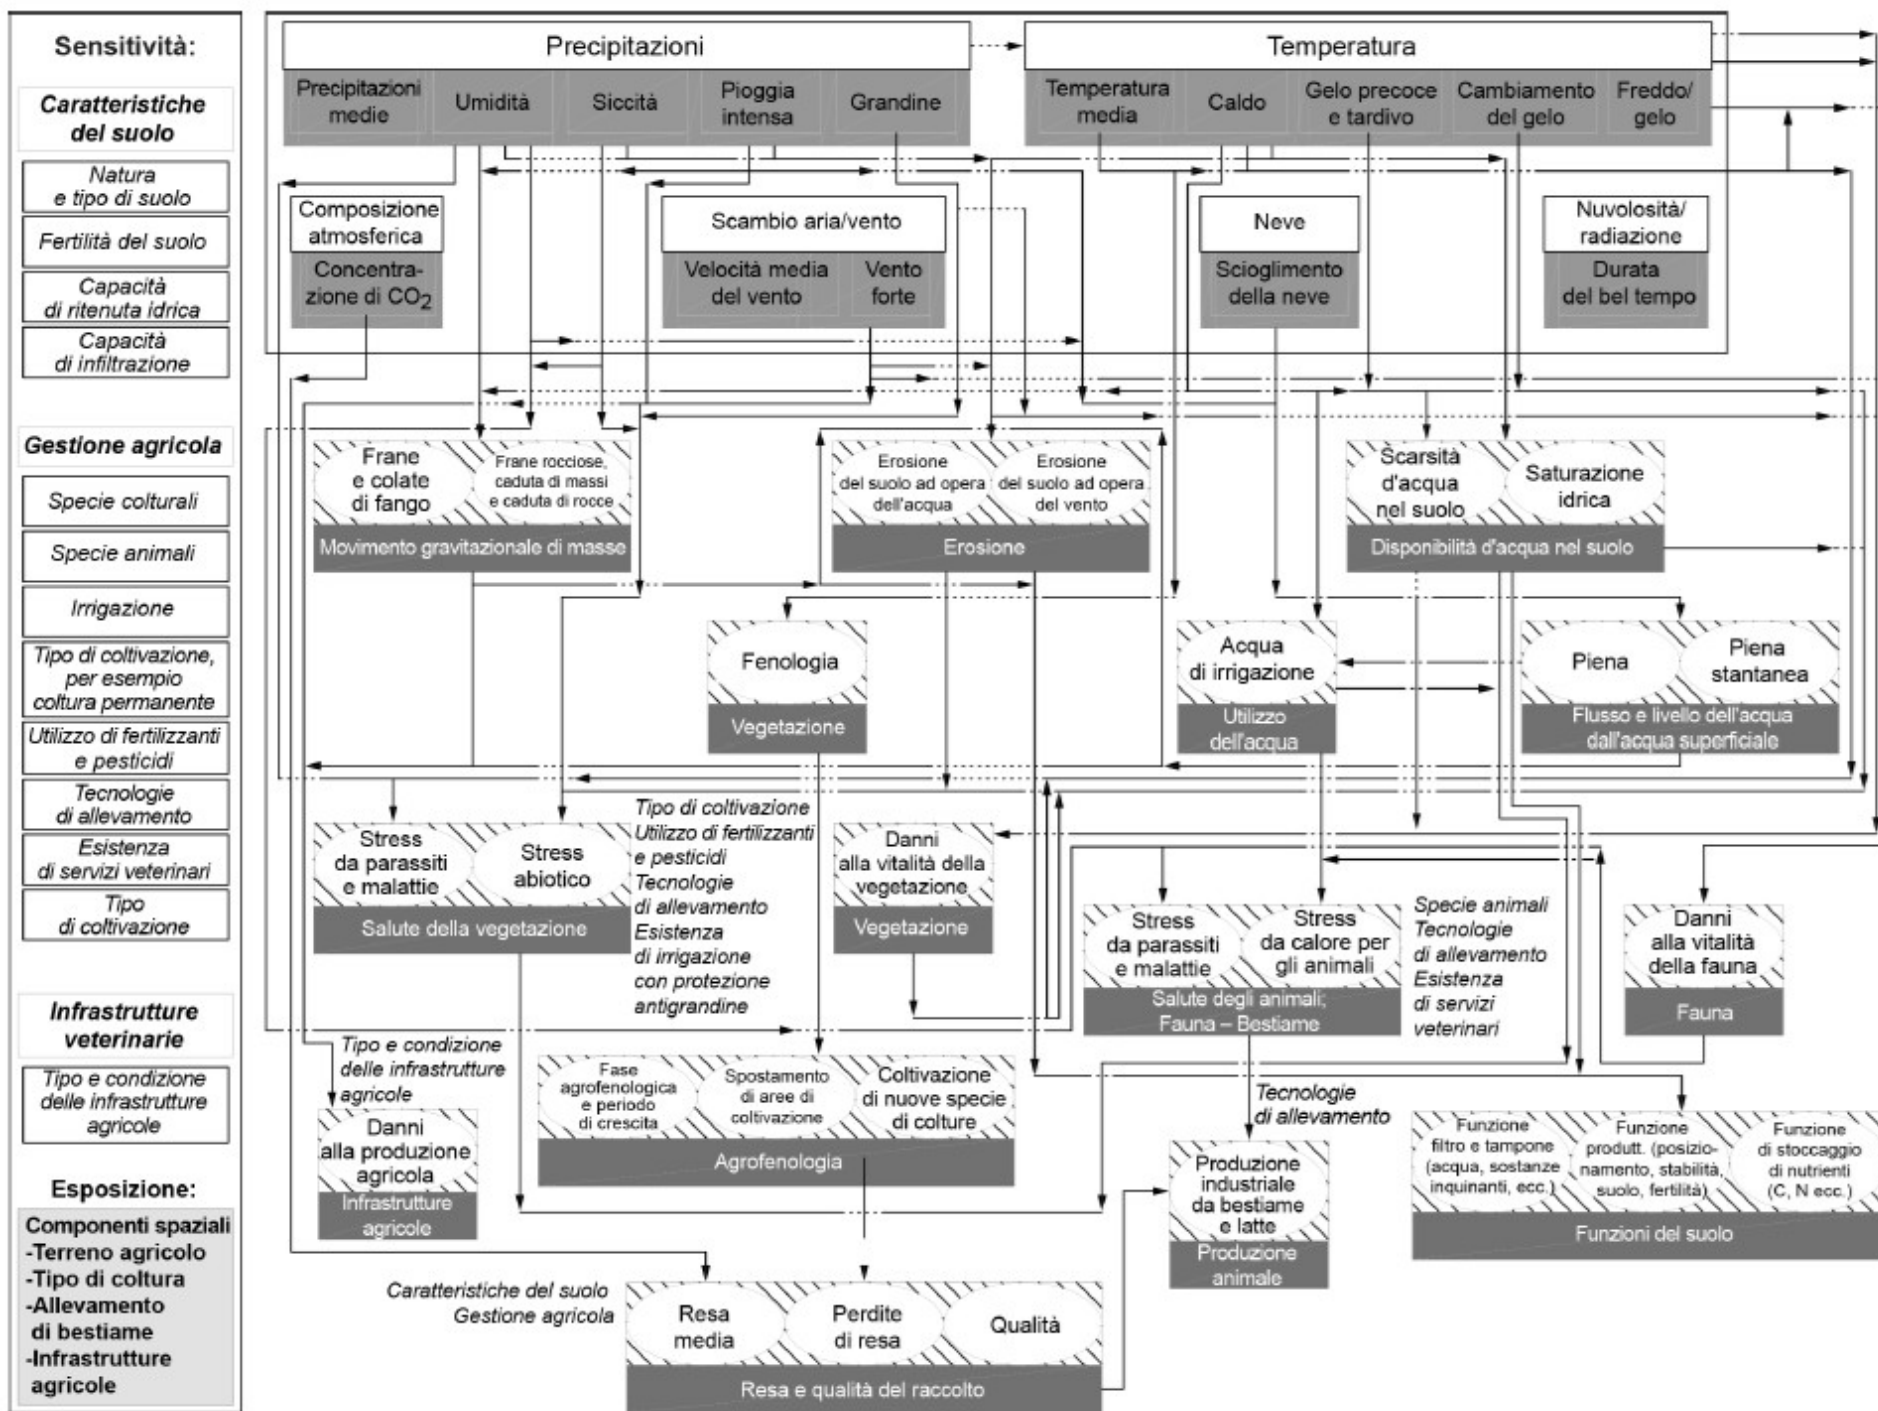 Sensitività:
Caratteristiche
del suolo
Natura
e tipo di suolo
Fertilità del suolo
Capacità
di ritenuta idrica
Capacità
di infiltrazione
Gestione agricola
Specie colturali
Specie animali
Irrigazione
Tipo di coltivazione,
per esempio
coltura permanente
Utilizzo di fertilizzanti
e pesticidi
Tecnologie
di allevamento
Esistenza
di servizi veterinari
Tipo
di coltivazione
Infrastrutture
veterinarie
Tipo e condizione
delle infrastrutture
agricole
Esposizione:
Componenti spaziali
-Terreno agricolo
-Tipo di coltura
-Allevamento
di bestiame
-Infrastrutture
agricole
Precipitazioni
Precipitazioni
medie
Umidità
Siccità
Pioggia
intensa
Grandine
Temperatura
Temperatura
media
Caldo
Gelo precoce
e tardivo
Cambiamento
del gelo
Freddo/
gelo
Composizione
atmosferica
Concentra-
zione di CO2
Scambio aria/vento
Velocità media
del vento
Vento
forte
Neve
Scioglimento
della neve
Nuvolosità/
radiazione
Durata
del bel tempo
Frane
e colate
di fango
Frane rocciose,
caduta di massi
e caduta di rocce
Movimento gravitazionale di masse
Erosione
del suolo ad opera
dell'acqua
Erosione
del suolo ad opera
del vento
Erosione
Scarsità
d'acqua
nel suolo
Saturazione
idrica
Disponibilità d'acqua nel suolo
Fenologia
Vegetazione
Acqua
di irrigazione
Utilizzo
dell'acqua
Piena
Piena
stantanea
Flusso e livello dell'acqua
dall'acqua superficiale
Stress
da parassiti
e malattie
Stress
abiotico
Salute della vegetazione
Tipo di coltivazione
Utilizzo di fertilizzanti
e pesticidi
Tecnologie
di allevamento
Esistenza
di irrigazione
con protezione
antigrandine
Danni
alla vitalità della
vegetazione
Vegetazione
Stress
da parassiti
e malattie
Stress
da calore per
gli animali
Salute degli animali;
Fauna – Bestiame
Specie animali
Tecnologie
di allevamento
Esistenza
di servizi
veterinari
Danni
alla vitalità
della fauna
Fauna
Tipo e condizione
delle infrastrutture
agricole
Danni
alla produzione
agricola
Infrastrutture
agricole
Fase
agrofenologica
e periodo
di crescita
Spostamento
di aree di
coltivazione
Coltivazione
di nuove specie
di colture
Agrofenologia
Tecnologie
di allevamento
Produzione
industriale
da bestiame
e latte
Produzione
animale
Funzione
filtro e tampone
(acqua, sostanze
inquinanti, ecc.)
Funzione
produtt. (posizio-
namento, stabilità,
suolo, fertilità)
Funzione
di stoccaggio
di nutrienti
(C, N ecc.)
Funzioni del suolo
Caratteristiche del suolo
Gestione agricola
Resa
media
Perdite
di resa
Qualità
Resa e qualità del raccolto